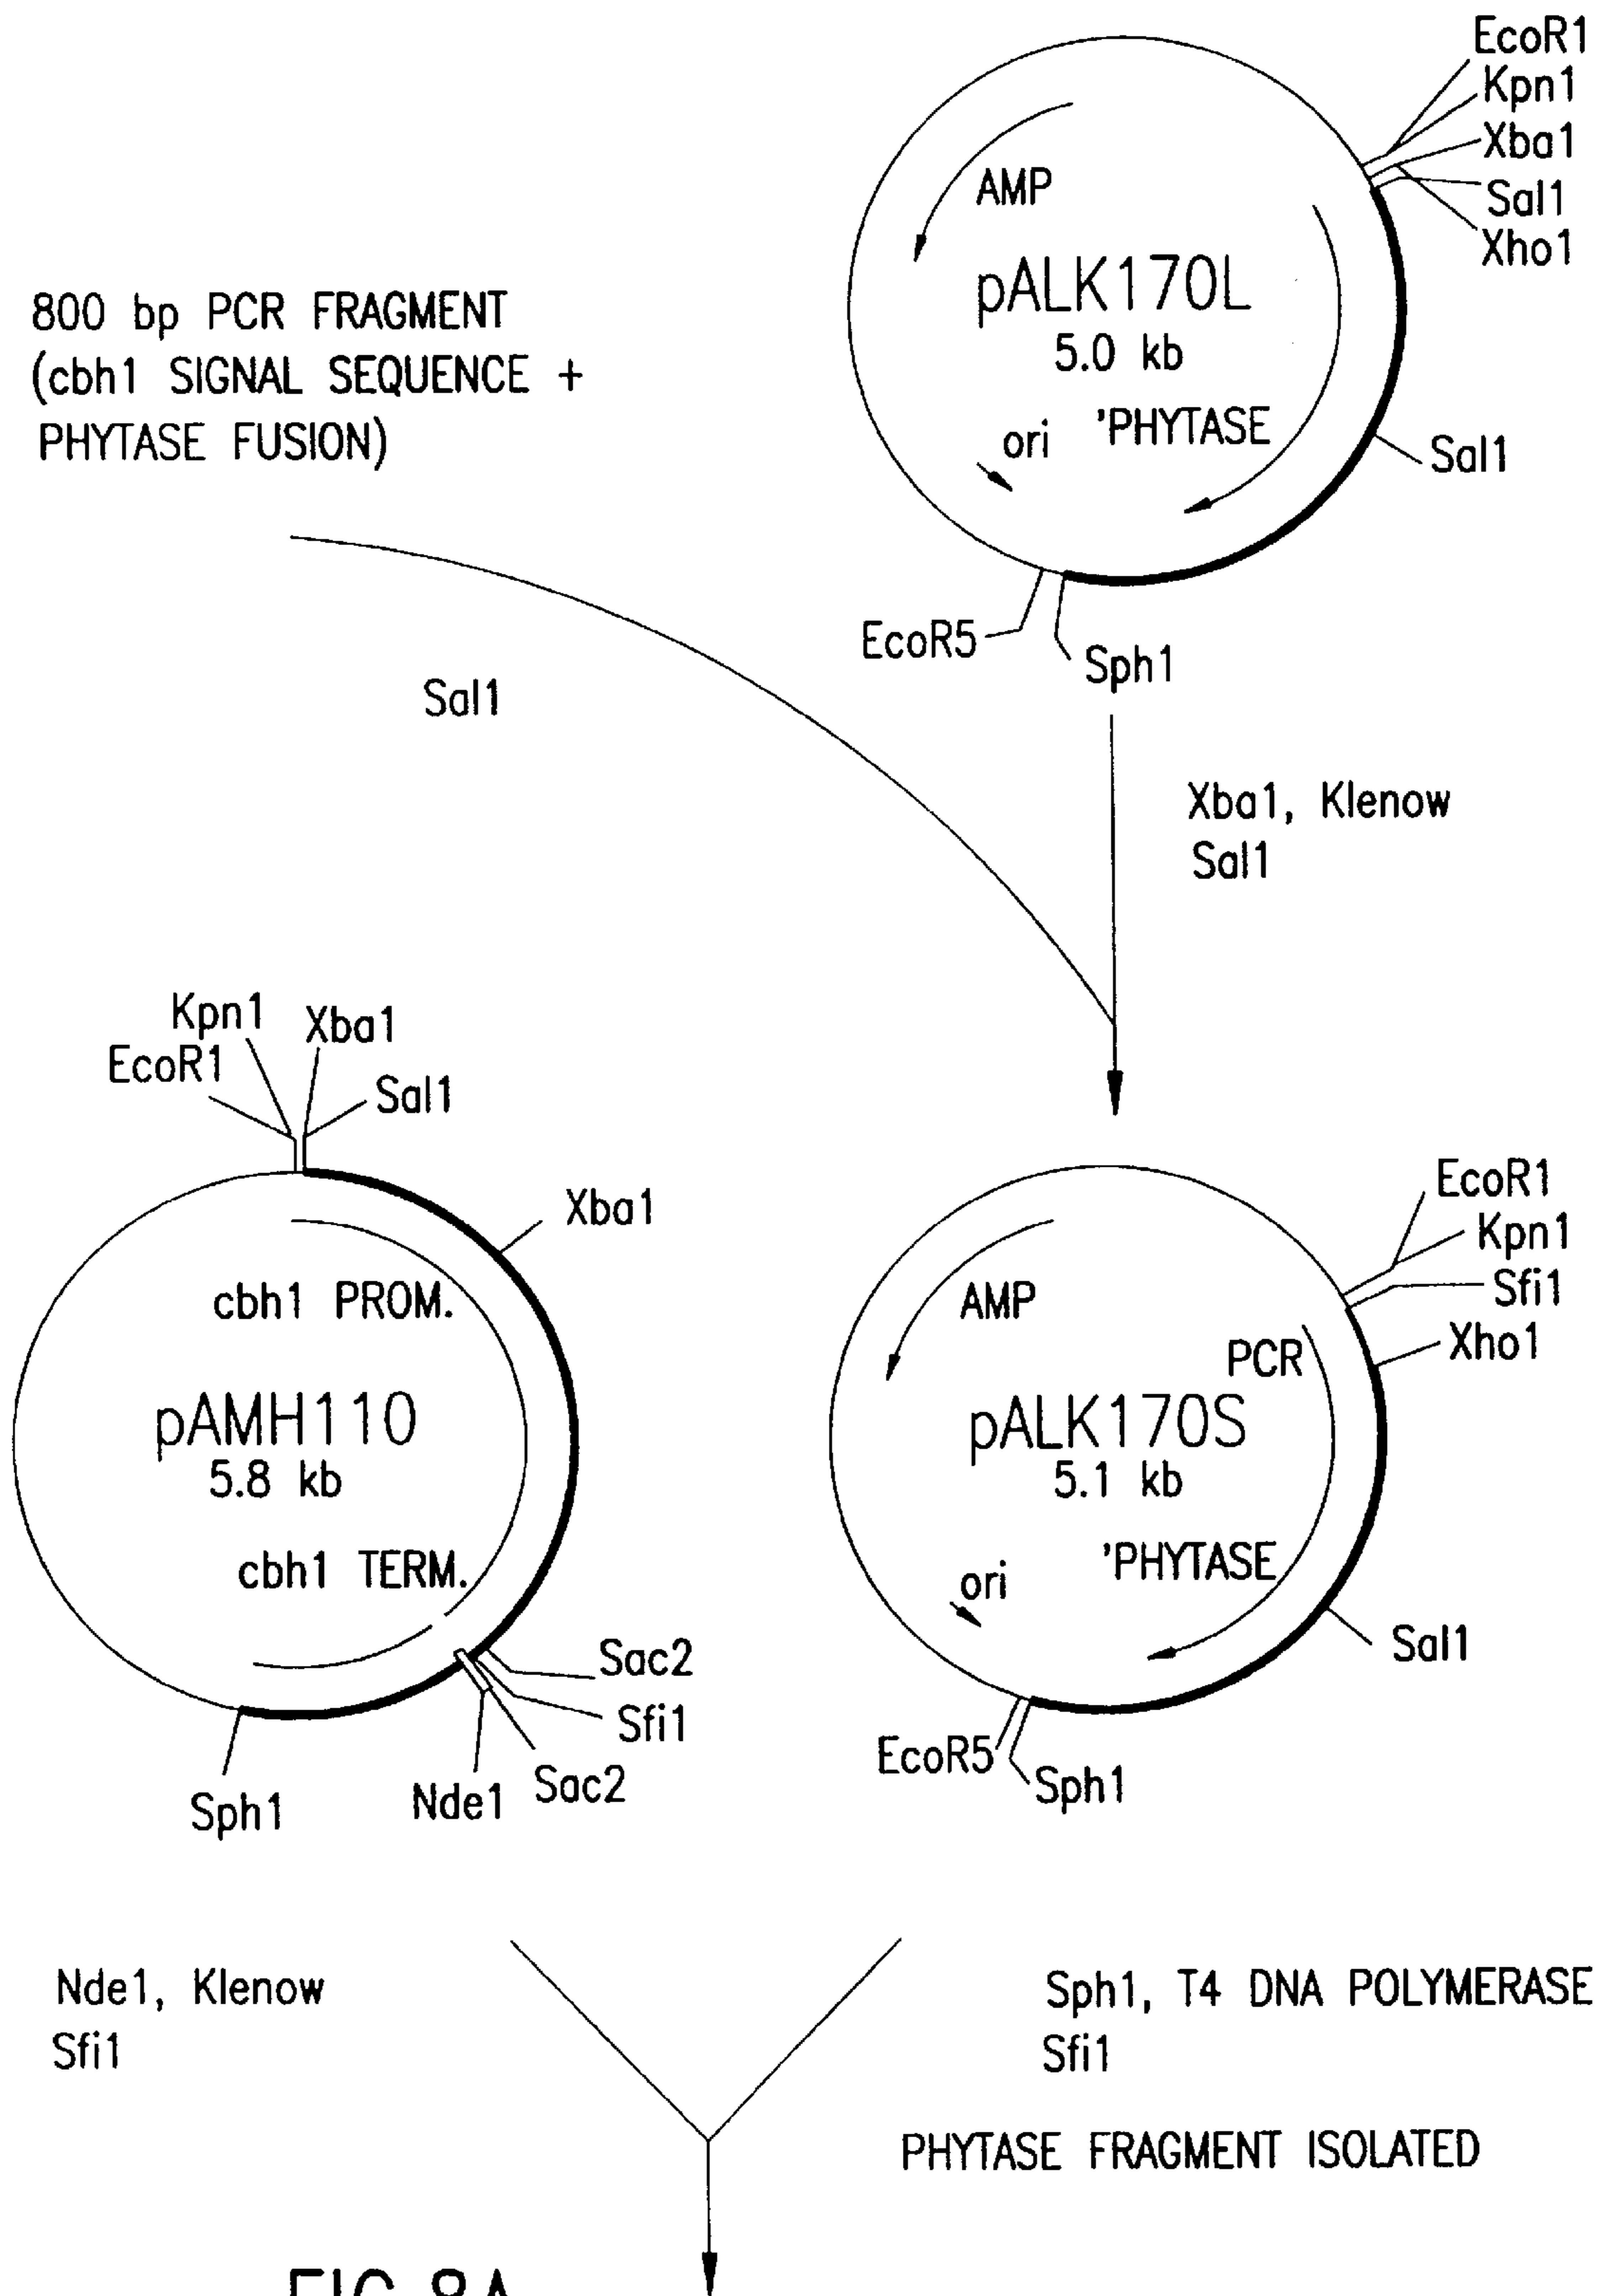 EcoR1
Kpn1
Xba1
Sal1
Xho1
AMP
pALK170L
5.0 kb
ori 'PHYTASE
Sal1
EcoR5
Sph1
800 bp PCR FRAGMENT
(cbh1 SIGNAL SEQUENCE +
PHYTASE FUSION)
Sal1
Xba1, Klenow
Sal1
Kpn1
Xba1
EcoR1
Sal1
Xba1
cbh1 PROM.
pAMH110
5.8 kb
cbh1 TERM.
Sac2
Sfi1
Sac2
Nde1
Sph1
EcoR1
Kpn1
Sfi1
Xho1
AMP
PCR
pALK170S
5.1 kb
'PHYTASE
ori
Sal1
EcoR5
Sph1
Nde1, Klenow
Sfi1
Sph1, T4 DNA POLYMERASE
Sfi1
PHYTASE FRAGMENT ISOLATED
FIG.8A